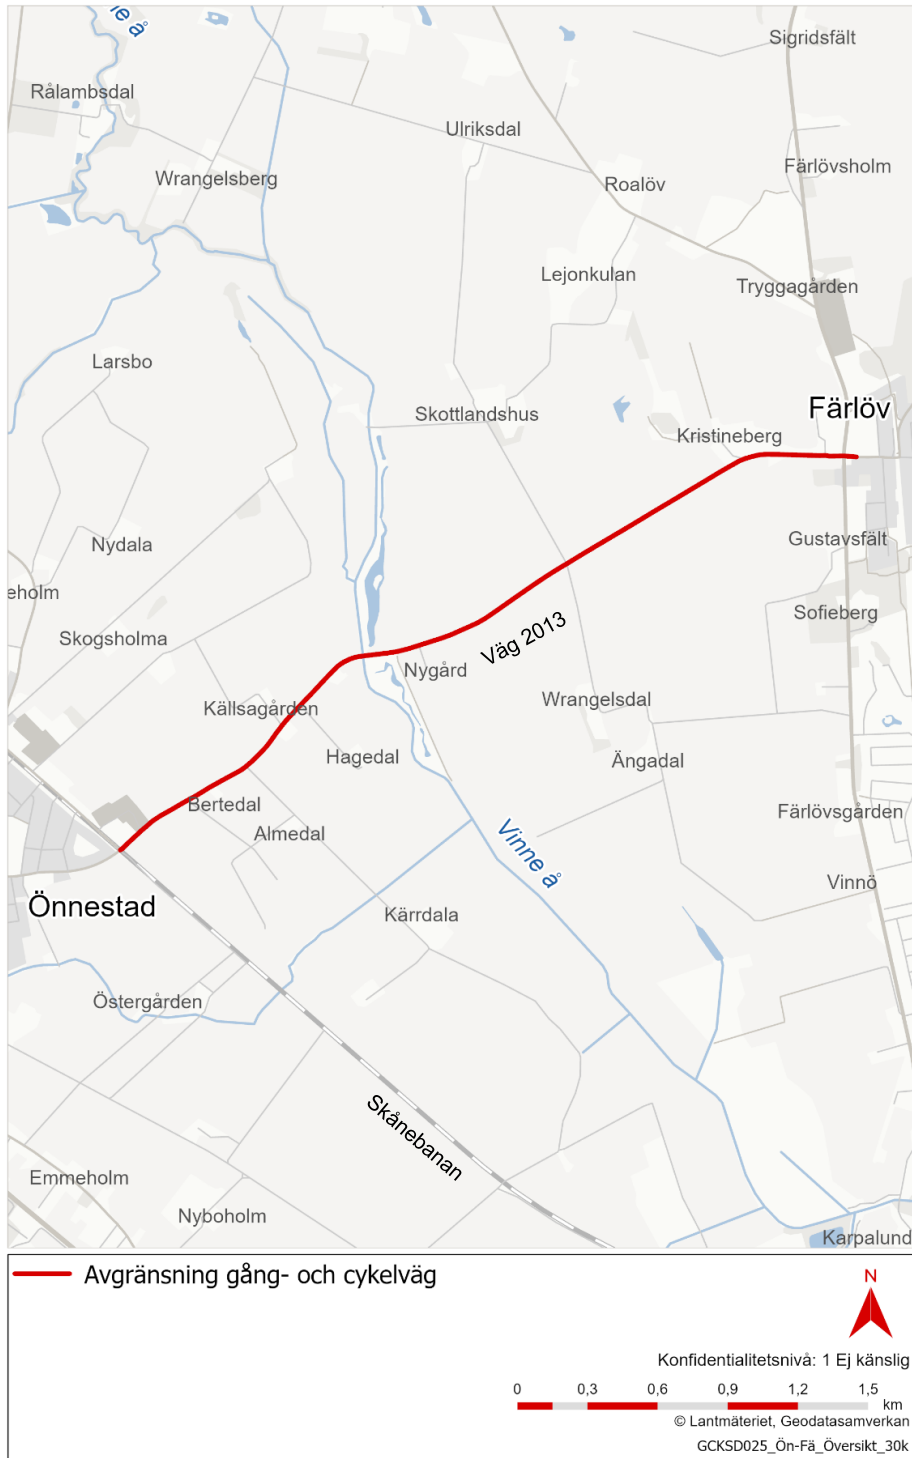 ne å
Sigridsfält
Rålambsdal
Ulriksdal
Färlövsholm
Wrangelsberg
Roalöv
Lejonkulan
Tryggagården
Larsbo
Färlöv
Skottlandshus
Kristineberg
Gustavsfält
Nydala
eholm
Sofieberg
Väg 2013
Skogsholma
Nygård
Wrangelsdal
Källsagården
Hagedal
Ängadal
Bertedal
Färlövsgården
Almedal
Vinne å
Vinnö
Önnestad
Kärrdala
Östergården
Skånebanan
Emmeholm
Nyboholm
Karpalund
Avgränsning gång- och cykelväg
N
Konfidentialitetsnivå: 1 Ej känslig
0 0,3 0,6 0,9 1,2 1,5
km
© Lantmäteriet, Geodatasamverkan
GCKSD025_Ön-Fä_Översikt_30k